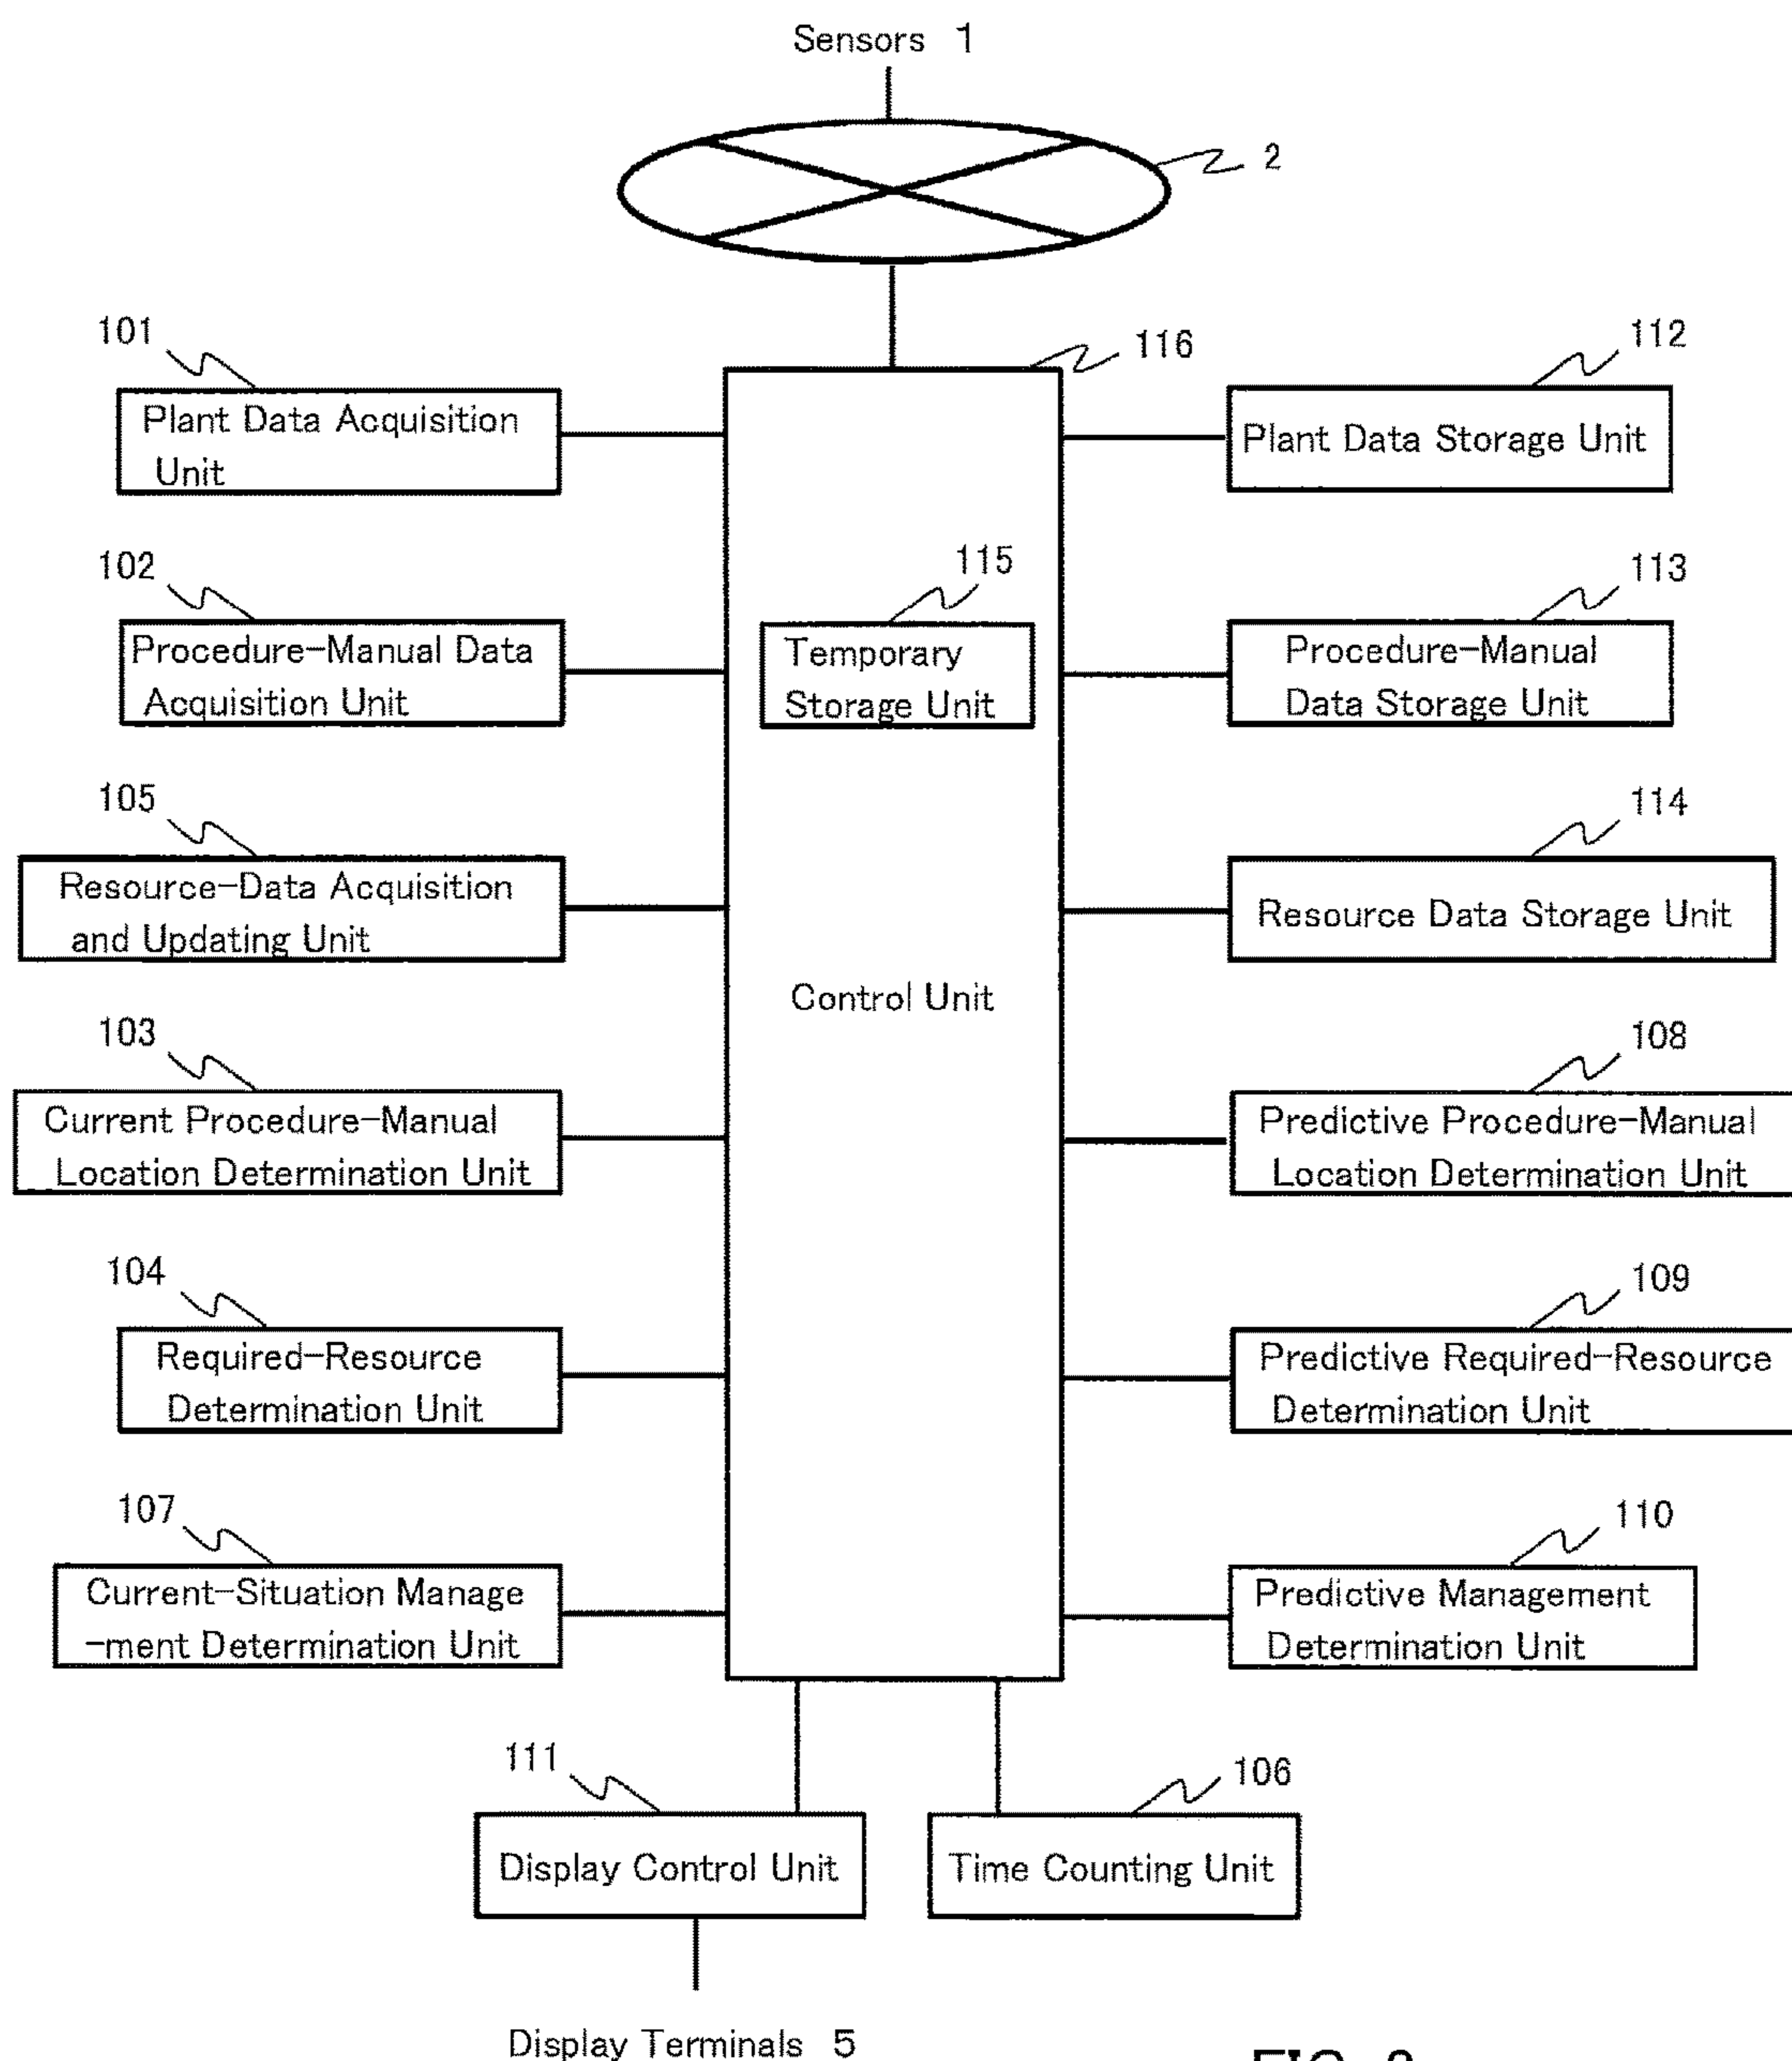 Sensors 1
2
116
101
Plant Data Acquisition
Unit
112
Plant Data Storage Unit
102
Procedure-Manual Data
Acquisition Unit
115
Temporary
Storage Unit
113
Procedure-Manual
Data Storage Unit
105
Resource-Data Acquisition
and Updating Unit
114
Resource Data Storage Unit
Control Unit
103
Current Procedure-Manual
Location Determination Unit
108
Predictive Procedure-Manual
Location Determination Unit
104
Required-Resource
Determination Unit
109
Predictive Required-Resource
Determination Unit
107
Current-Situation Manage
-ment Determination Unit
110
Predictive Management
Determination Unit
111
Display Control Unit
106
Time Counting Unit
Display Terminals 5